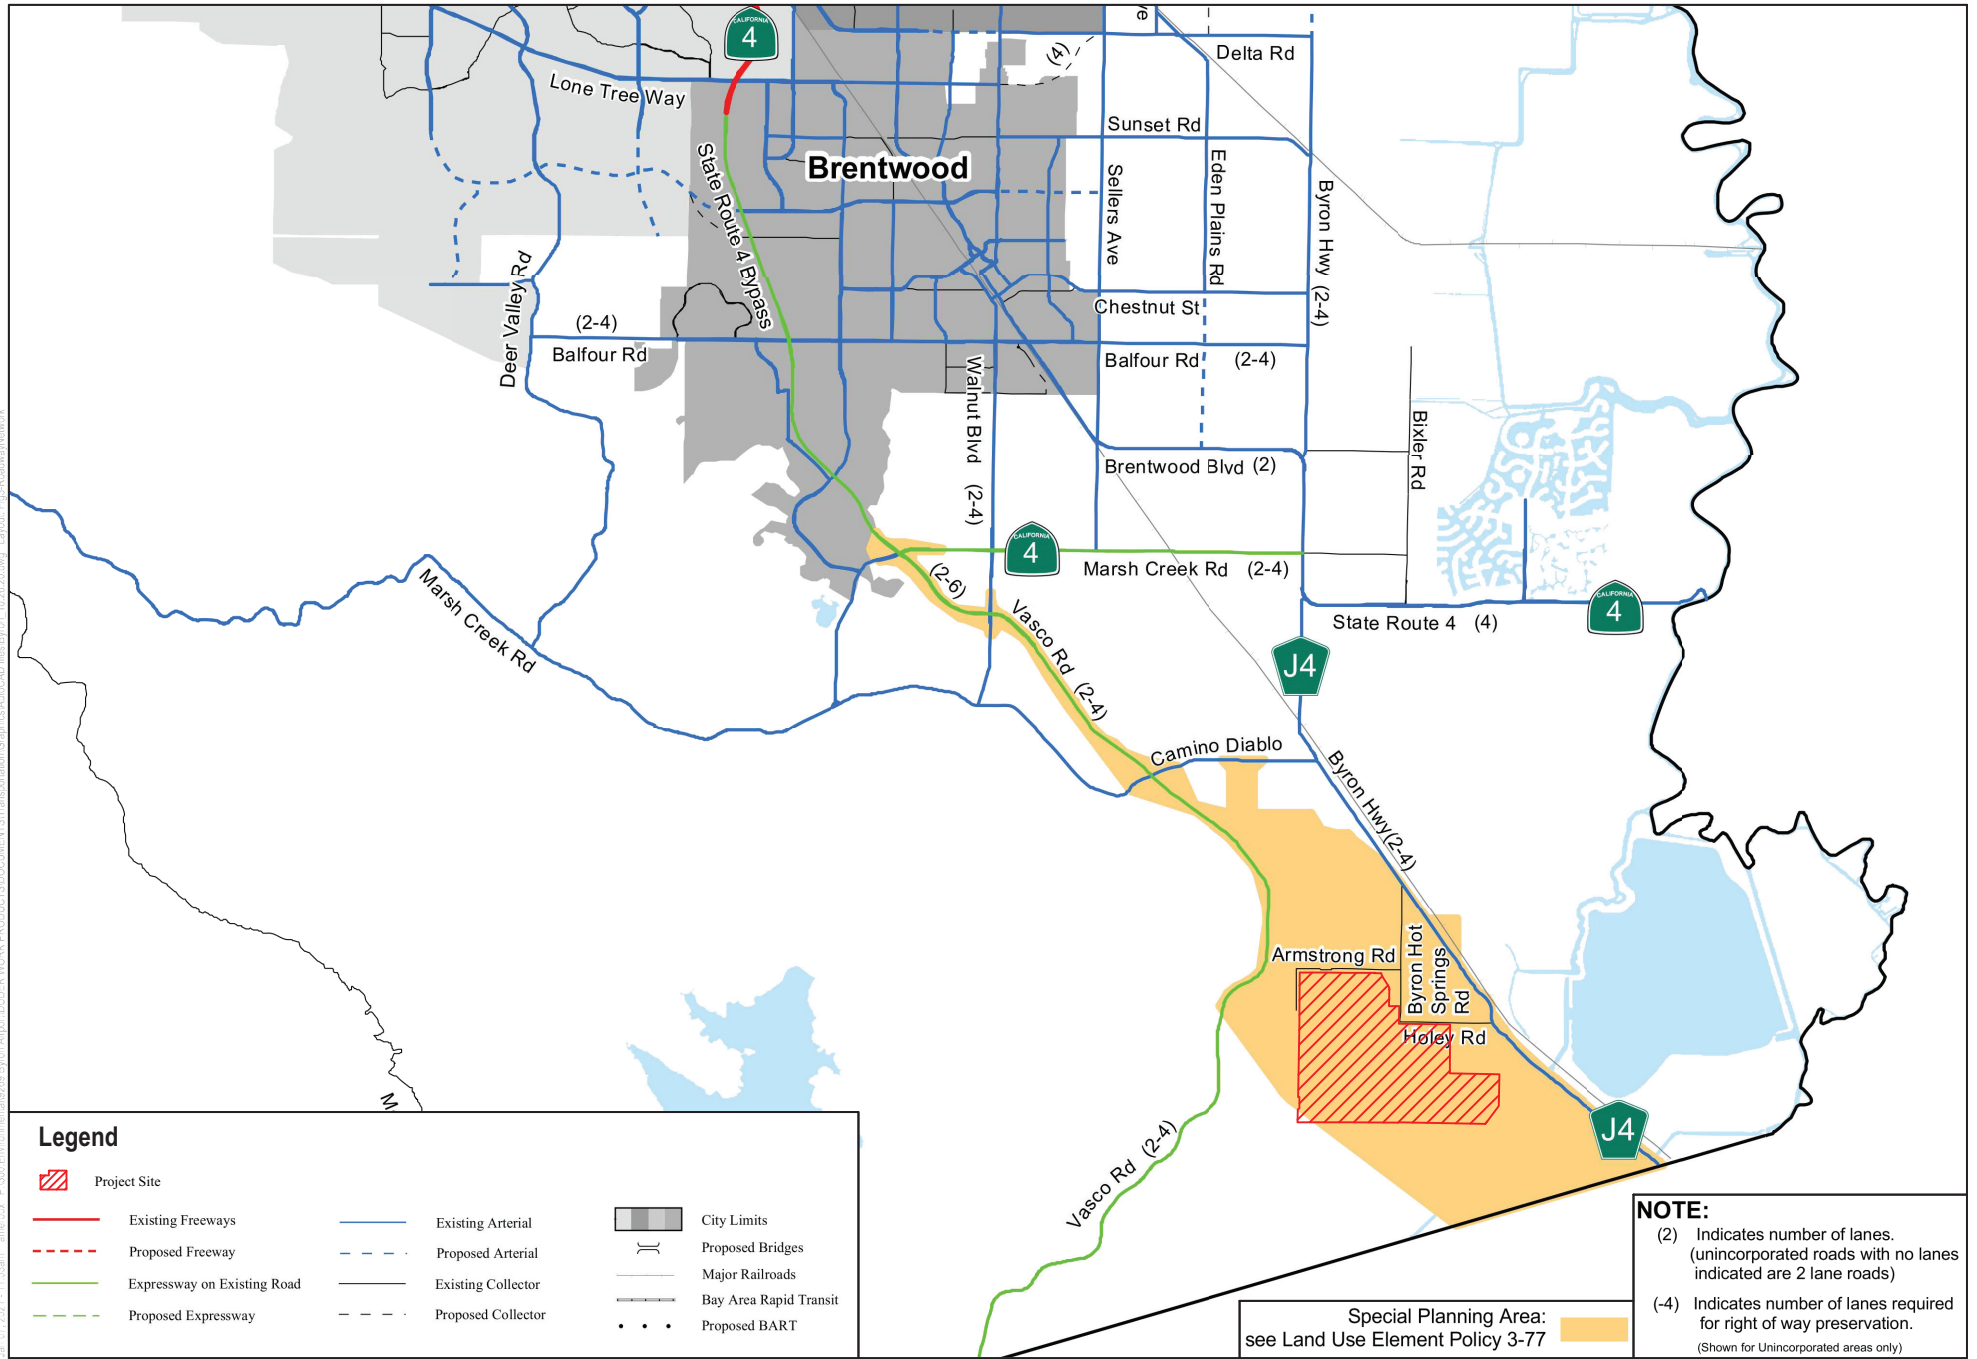 CALIFORNIA
4
ve
(4)
Delta Rd
Lone Tree Way
Sunset Rd
Brentwood
State Route 4 Bypass
Sellers Ave
Eden Plains Rd
Byron Hwy (2-4)
Deer Valley Rd
(2-4)
Balfour Rd
Chestnut St
Balfour Rd (2-4)
Walnut Blvd (2-4)
Bixler Rd
Brentwood Blvd (2)
CALIFORNIA
4
Marsh Creek Rd (2-4)
(2-6)
Marsh Creek Rd
Vasco Rd (2-4)
CALIFORNIA
4
State Route 4 (4)
J4
Camino Diablo
Byron Hwy(2-4)
Armstrong Rd
Byron Hot
Springs
Rd
Holey Rd
M
J4
Vasco Rd (2-4)
Legend
Project Site
Existing Freeways
Proposed Freeway
Expressway on Existing Road
Proposed Expressway
Existing Arterial
Proposed Arterial
Existing Collector
Proposed Collector
City Limits
Proposed Bridges
Major Railroads
Bay Area Rapid Transit
Proposed BART
Special Planning Area:
see Land Use Element Policy 3-77
NOTE:
(2) Indicates number of lanes.
(unincorporated roads with no lanes
indicated are 2 lane roads)
(-4) Indicates number of lanes required
for right of way preservation.
(Shown for Unincorporated areas only)